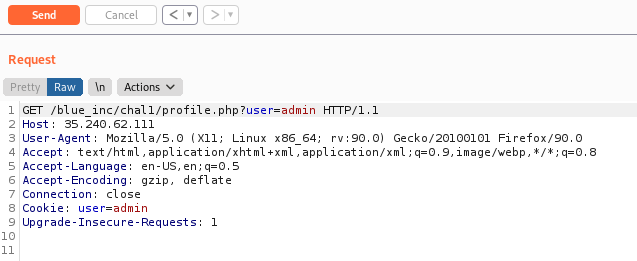 Send Cancel < ▼ > ▼
Request
Pretty Raw \n Actions
1 GET /blue_inc/chal1/profile.php?user=admin HTTP/1.1
2 Host: 35.240.62.111
3 User-Agent: Mozilla/5.0 (X11; Linux x86_64; rv:90.0) Gecko/20100101 Firefox/90.0
4 Accept: text/html,application/xhtml+xml,application/xml;q=0.9,image/webp,*/*;q=0.8
5 Accept-Language: en-US,en;q=0.5
6 Accept-Encoding: gzip, deflate
7 Connection: close
8 Cookie: user=admin
9 Upgrade-Insecure-Requests: 1
10
11